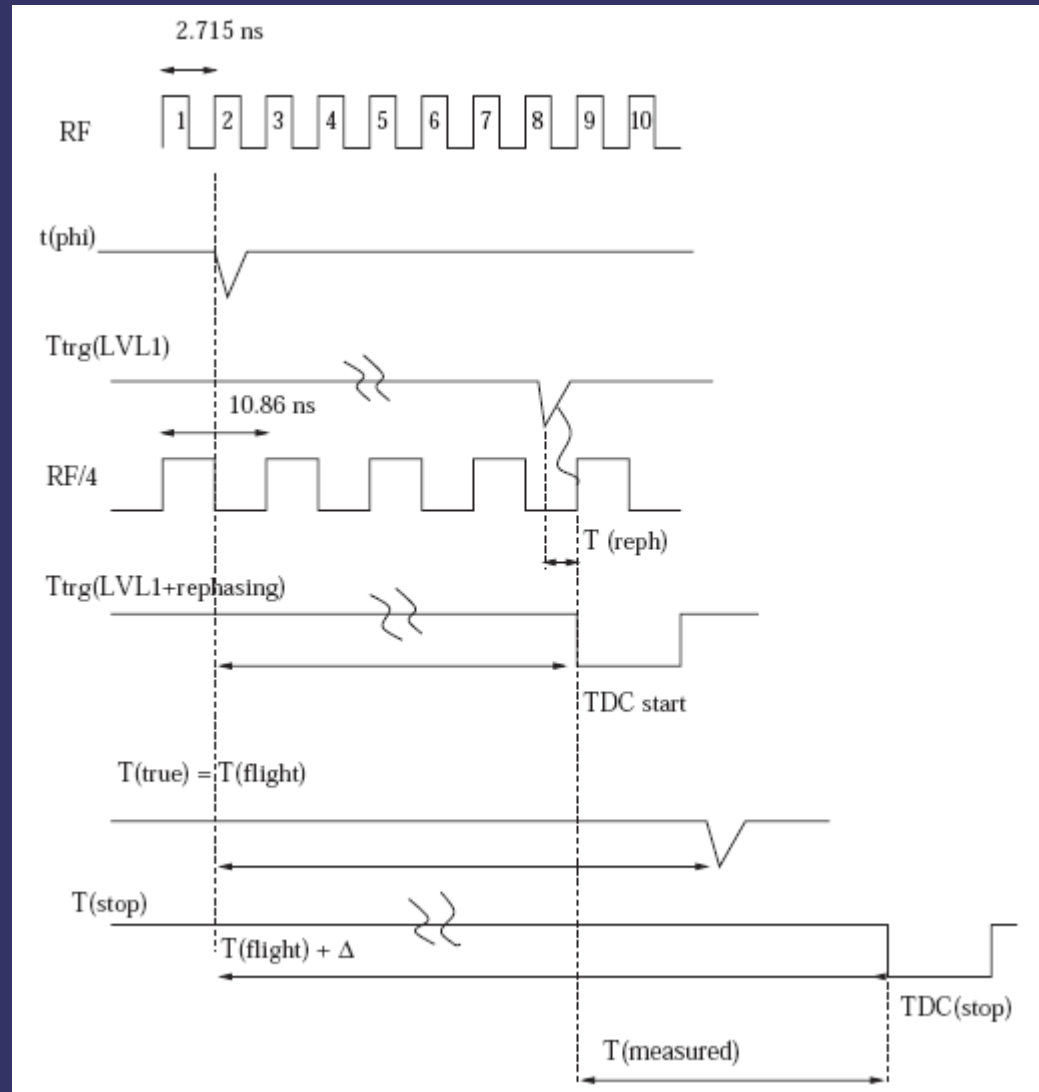 2.715 ns
RF 1 2 3 4 5 6 7 8 9 10
t(phi)
Ttrg(LVL1)
10.86 ns
RF/4
T (reph)
Ttrg(LVL1+rephasing)
TDC start
T(true) = T(flight)
T(stop)
T(flight) + Δ
TDC(stop)
T(measured)